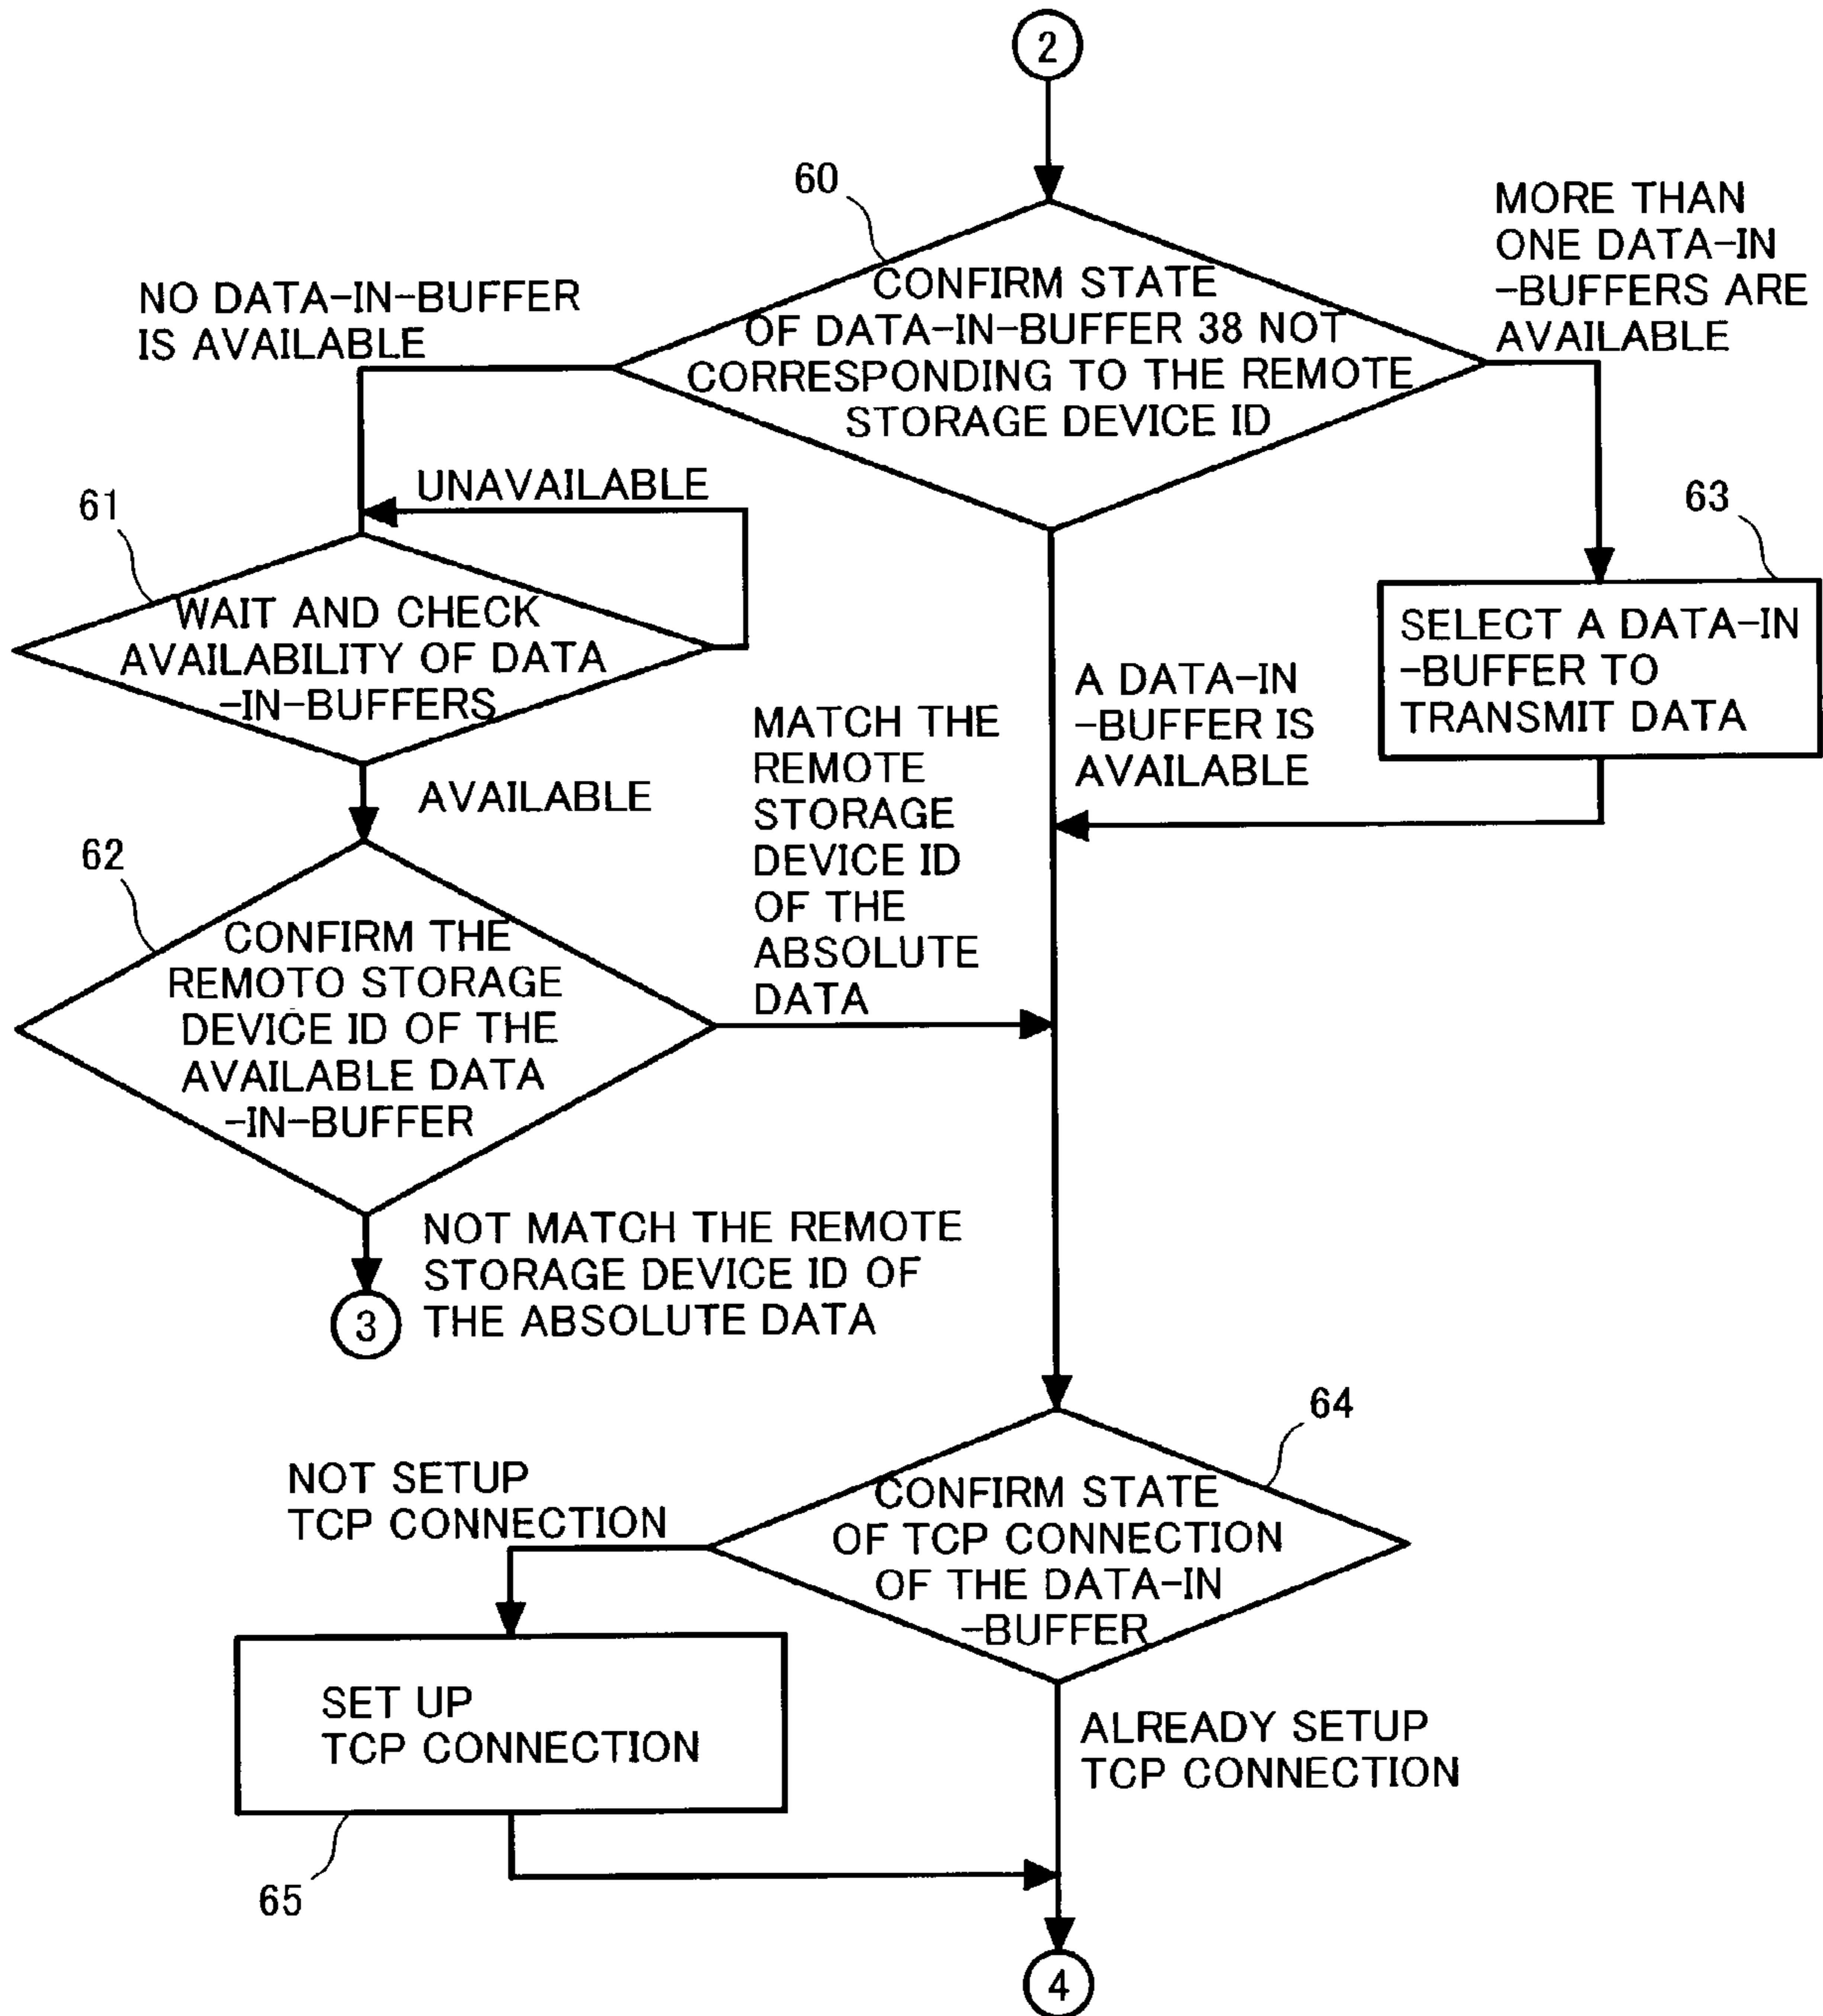 2
60
CONFIRM STATE
OF DATA-IN-BUFFER 38 NOT
CORRESPONDING TO THE REMOTE
STORAGE DEVICE ID
MORE THAN
ONE DATA-IN
-BUFFERS ARE
AVAILABLE
NO DATA-IN-BUFFER
IS AVAILABLE
UNAVAILABLE
61
WAIT AND CHECK
AVAILABILITY OF DATA
-IN-BUFFERS
63
SELECT A DATA-IN
-BUFFER TO
TRANSMIT DATA
A DATA-IN
-BUFFER IS
AVAILABLE
AVAILABLE
MATCH THE
REMOTE
STORAGE
DEVICE ID
OF THE
ABSOLUTE
DATA
62
CONFIRM THE
REMOTO STORAGE
DEVICE ID OF THE
AVAILABLE DATA
-IN-BUFFER
NOT MATCH THE REMOTE
STORAGE DEVICE ID OF
THE ABSOLUTE DATA
3
64
CONFIRM STATE
OF TCP CONNECTION
OF THE DATA-IN
-BUFFER
NOT SETUP
TCP CONNECTION
SET UP
TCP CONNECTION
65
ALREADY SETUP
TCP CONNECTION
4